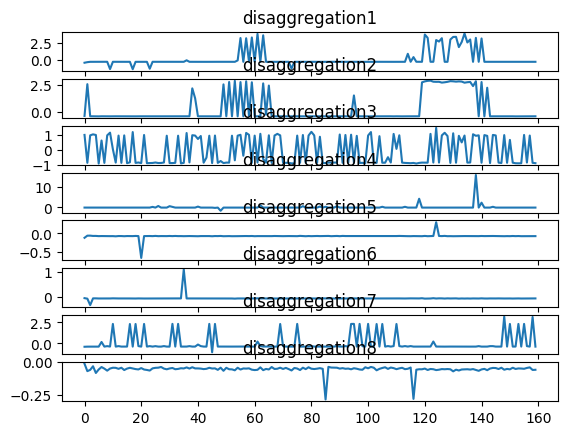 disaggregation1
2.5
0.0
disaggregation2
2.5
0.0
disaggregation3
1
0
−1
disaggregation4
10
0
disaggregation5
0.0
−0.5
disaggregation6
1
0
disaggregation7
2.5
0.0
disaggregation8
0.00
−0.25
0 20 40 60 80 100 120 140 160